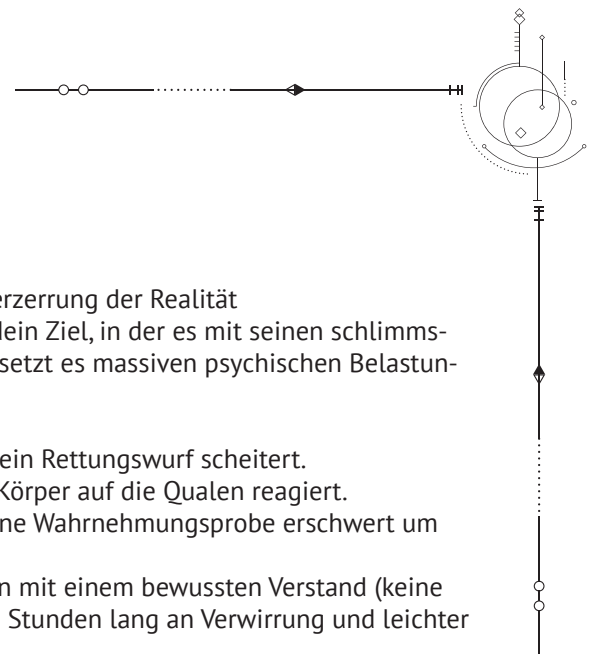 erzerrung der Realität
ein Ziel, in der es mit seinen schlimms-
setzt es massiven psychischen Belastun-
ein Rettungswurf scheitert.
Körper auf die Qualen reagiert.
ne Wahrnehmungsprobe erschwert um
n mit einem bewussten Verstand (keine
Stunden lang an Verwirrung und leichter